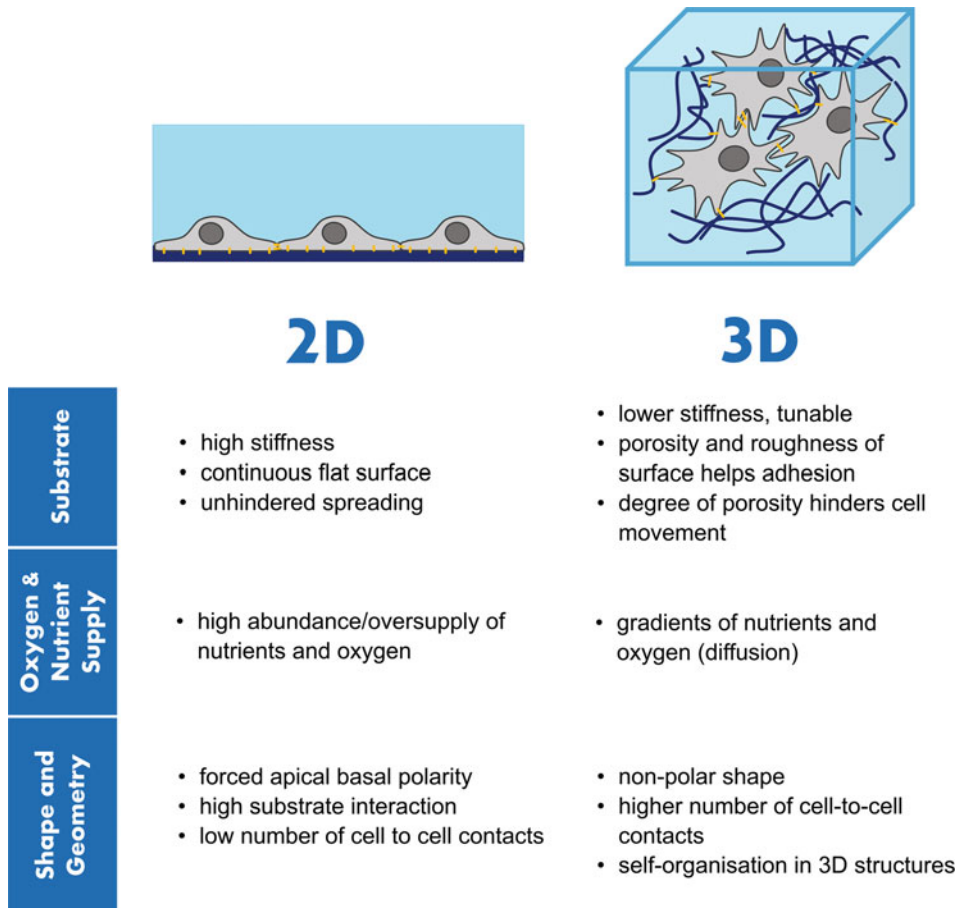 2D
3D
Substrate
• high stiffness
• continuous flat surface
• unhindered spreading
• lower stiffness, tunable
• porosity and roughness of
surface helps adhesion
• degree of porosity hinders cell
movement
Oxygen &
Nutrient
Supply
• high abundance/oversupply of
nutrients and oxygen
• gradients of nutrients and
oxygen (diffusion)
Shape and
Geometry
• forced apical basal polarity
• high substrate interaction
• low number of cell to cell contacts
• non-polar shape
• higher number of cell-to-cell
contacts
• self-organisation in 3D structures